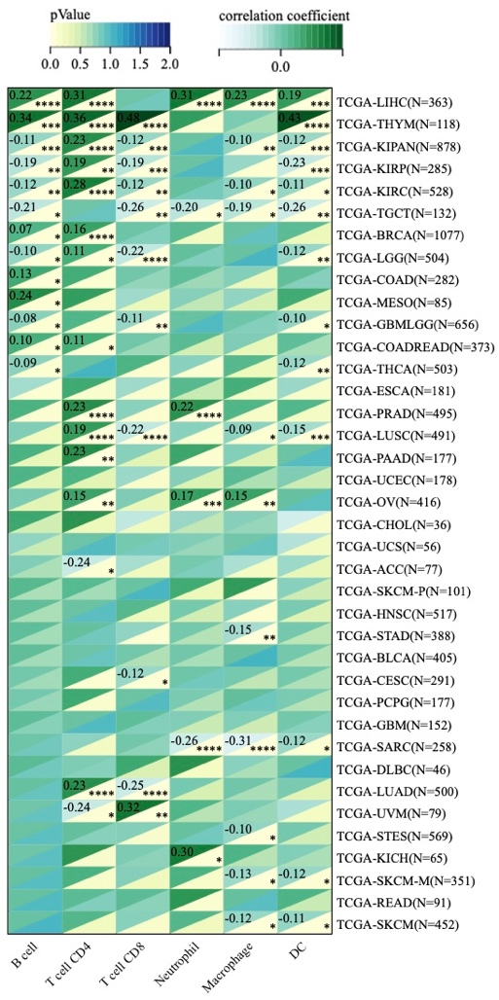 pValue
correlation coefficient
0.0 0.5 1.0 1.5 2.0
0.0
0.22 **** 0.31 **** 0.31 **** 0.23 **** 0.19 *** TCGA-LIHC(N=363)
0.34 *** 0.36 **** 0.48 **** 0.43 **** TCGA-THYM(N=118)
-0.11 *** 0.23 **** -0.12 *** -0.10 ** -0.12 *** TCGA-KIPAN(N=878)
-0.19 ** 0.19 ** -0.19 *** -0.23 *** TCGA-KIRP(N=285)
-0.12 ** 0.28 **** -0.12 ** -0.10 * -0.11 * TCGA-KIRC(N=528)
-0.21 * -0.26 ** -0.20 * -0.19 * -0.26 ** TCGA-TGCT(N=132)
0.07 * 0.16 **** TCGA-BRCA(N=1077)
-0.10 * 0.11 * -0.22 **** -0.12 ** TCGA-LGG(N=504)
0.13 * TCGA-COAD(N=282)
0.24 * TCGA-MESO(N=85)
-0.08 * -0.11 ** -0.10 * TCGA-GBMLGG(N=656)
0.10 * 0.11 * TCGA-COADREAD(N=373)
-0.09 * -0.12 ** TCGA-THCA(N=503)
TCGA-ESCA(N=181)
0.23 **** 0.22 **** TCGA-PRAD(N=495)
0.19 **** -0.22 **** -0.09 * -0.15 *** TCGA-LUSC(N=491)
0.23 ** TCGA-PAAD(N=177)
TCGA-UCEC(N=178)
0.15 ** 0.17 *** 0.15 ** TCGA-OV(N=416)
TCGA-CHOL(N=36)
TCGA-UCS(N=56)
-0.24 * TCGA-ACC(N=77)
TCGA-SKCM-P(N=101)
TCGA-HNSC(N=517)
-0.15 ** TCGA-STAD(N=388)
TCGA-BLCA(N=405)
-0.12 * TCGA-CESC(N=291)
TCGA-PCPG(N=177)
TCGA-GBM(N=152)
-0.26 **** -0.31 **** -0.12 * TCGA-SARC(N=258)
TCGA-DLBC(N=46)
0.23 **** -0.25 **** TCGA-LUAD(N=500)
-0.24 * 0.32 ** TCGA-UVM(N=79)
-0.10 * TCGA-STES(N=569)
0.30 * TCGA-KICH(N=65)
-0.13 * -0.12 * TCGA-SKCM-M(N=351)
TCGA-READ(N=91)
-0.12 * -0.11 * TCGA-SKCM(N=452)
B cell T cell CD4 T cell CD8 Neutrophil Macrophage DC